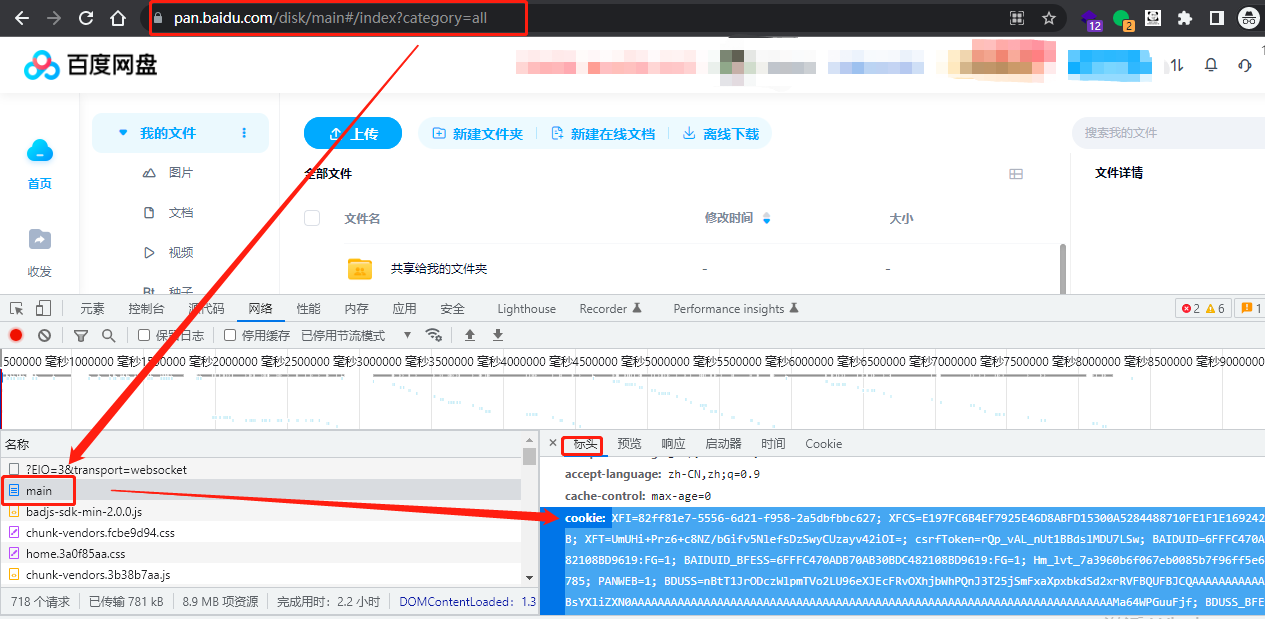 pan.baidu.com/disk/main#/index?category=all
12
2
百度网盘
我的文件
上传
新建文件夹
新建在线文档
离线下载
搜索我的文件
首页
图片
全部文件
文件详情
文档
文件名
修改时间
大小
视频
收发
共享给我的文件夹
-
-
种子
元素
控制台
源代码
网络
性能
内存
应用
安全
Lighthouse
Recorder
Performance insights
2
6
1
保留日志
停用缓存
已停用节流模式
500000 毫秒1000000 毫秒1500000 毫秒2000000 毫秒2500000 毫秒3000000 毫秒3500000 毫秒4000000 毫秒4500000 毫秒5000000 毫秒5500000 毫秒6000000 毫秒6500000 毫秒7000000 毫秒7500000 毫秒8000000 毫秒8500000 毫秒9000000
名称
标头
预览
响应
启动器
时间
Cookie
?EIO=3&transport=websocket
main
badjs-sdk-min-2.0.0.js
chunk-vendors.fcbe9d94.css
home.3a0f85aa.css
chunk-vendors.3b38b7aa.js
accept-language: zh-CN,zh;q=0.9
cache-control: max-age=0
cookie: XFI=82ff81e7-5556-6d21-f958-2a5dbfbbc627; XFCS=E197FC6B4EF7925E46D8ABFD15300A5284488710FE1F1E169242
B; XFT=UmUHi+Prz6+c8NZ/bGifv5NlefsDzSwyCUzayv42iOI=; csrfToken=rQp_vAL_nUt1BBdslMDU7LSw; BAIDUID=6FFFC470A
82108BD9619:FG=1; BAIDUID_BFESS=6FFFC470ADB70AB30BDC482108BD9619:FG=1; Hm_lvt_7a3960b6f067eb0085b7f96ff5e6
785; PANWEB=1;
718 个请求
已传输 781 kB
8.9 MB 项资源
完成用时：2.2 小时
DOMContentLoaded：1.3